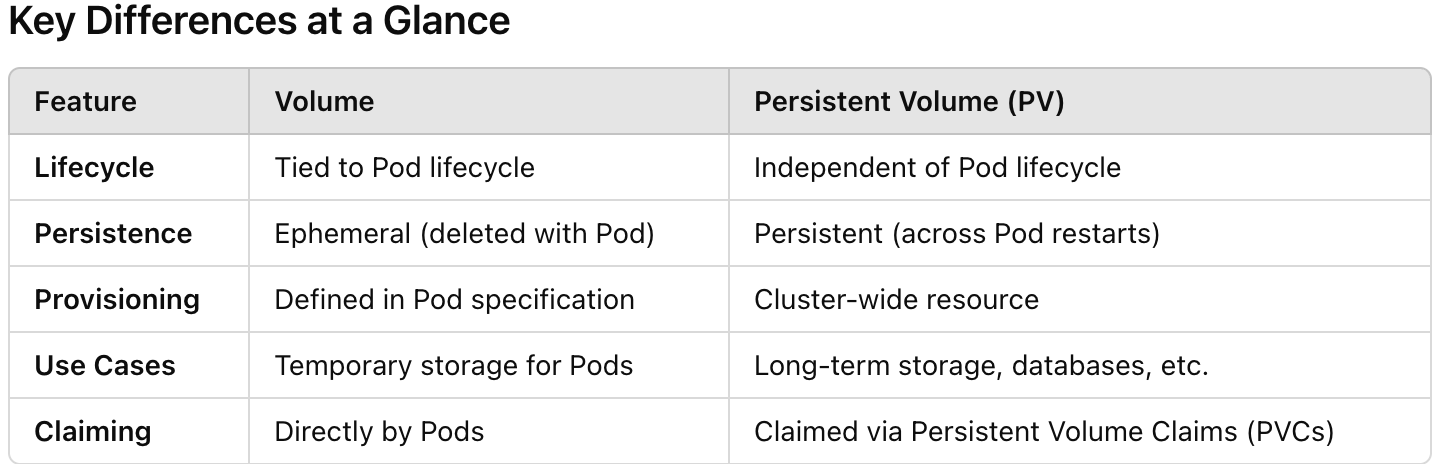 Key Differences at a Glance
Feature Volume Persistent Volume (PV)
Lifecycle Tied to Pod lifecycle Independent of Pod lifecycle
Persistence Ephemeral (deleted with Pod) Persistent (across Pod restarts)
Provisioning Defined in Pod specification Cluster-wide resource
Use Cases Temporary storage for Pods Long-term storage, databases, etc.
Claiming Directly by Pods Claimed via Persistent Volume Claims (PVCs)